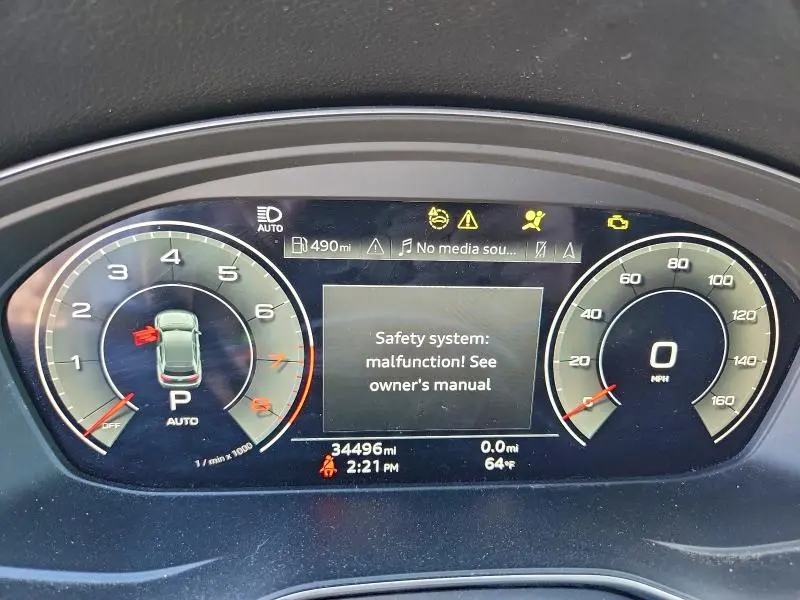 AUTO
490mi
No media sou...
1
2
3
4
5
6
7
8
OFF
P
AUTO
1 / min x 1000
Safety system:
malfunction! See
owner's manual
34496mi
0.0mi
2:21 PM
64°F
0
20
40
60
80
100
120
140
160
0
MPH